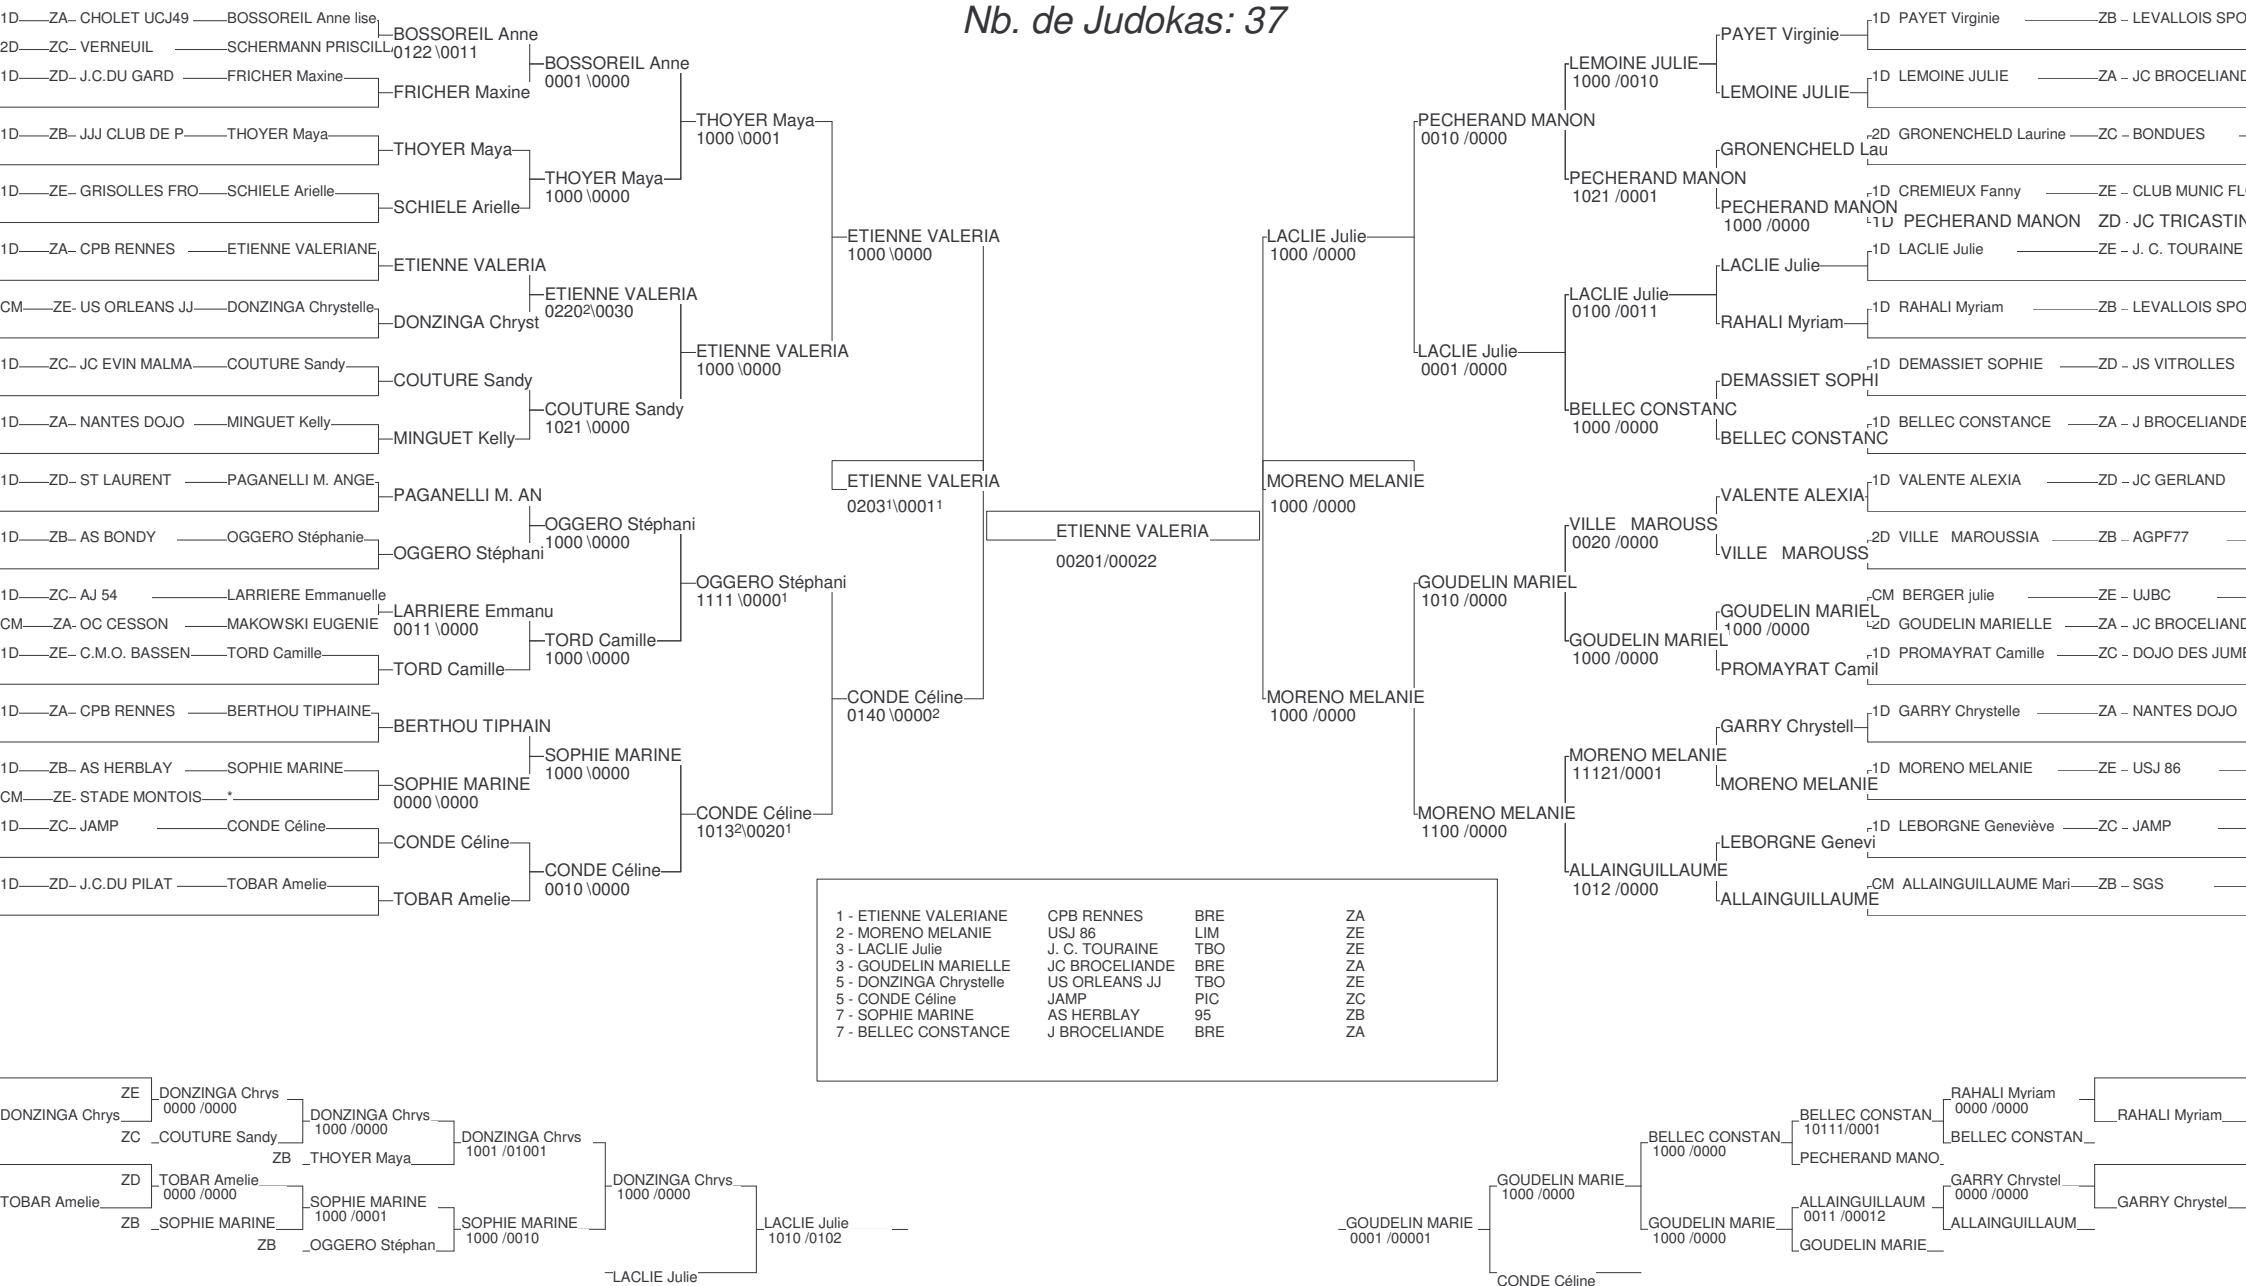 Nb. de Judokas: 37
1D ZA- CHOLET UCJ49 BOSSOREIL Anne lise
2D ZC- VERNEUIL SCHERMANN PRISCILL
1D ZD- J.C.DU GARD FRICHER Maxine
1D ZB- JJJ CLUB DE P THOYER Maya
1D ZE- GRISOLLES FRO SCHIELE Arielle
1D ZA- CPB RENNES ETIENNE VALERIANE
CM ZE- US ORLEANS JJ DONZINGA Chrystelle
1D ZC- JC EVIN MALMA COUTURE Sandy
1D ZA- NANTES DOJO MINGUET Kelly
1D ZD- ST LAURENT PAGANELLI M. ANGE
1D ZB- AS BONDY OGGERO Stéphanie
1D ZC- AJ 54 LARRIERE Emmanuelle
CM ZA- OC CESSON MAKOWSKI EUGENIE
1D ZE- C.M.O. BASSEN TORD Camille
1D ZA- CPB RENNES BERTHOU TIPHAINE
1D ZB- AS HERBLAY SOPHIE MARINE
CM ZE- STADE MONTOIS *
1D ZC- JAMP CONDE Céline
1D ZD- J.C.DU PILAT TOBAR Amelie
BOSSOREIL Anne
0122 \0011
FRICHER Maxine
THOYER Maya
SCHIELE Arielle
ETIENNE VALERIA
DONZINGA Chryst
COUTURE Sandy
MINGUET Kelly
PAGANELLI M. AN
OGGERO Stéphani
LARRIERE Emmanu
0011 \0000
TORD Camille
BERTHOU TIPHAIN
SOPHIE MARINE
0000 \0000
CONDE Céline
TOBAR Amelie
BOSSOREIL Anne
0001 \0000
THOYER Maya
1000 \0000
ETIENNE VALERIA
0220²\0030
COUTURE Sandy
1021 \0000
OGGERO Stéphani
1000 \0000
TORD Camille
1000 \0000
SOPHIE MARINE
1000 \0000
CONDE Céline
0010 \0000
THOYER Maya
1000 \0001
ETIENNE VALERIA
1000 \0000
OGGERO Stéphani
1111 \0000¹
CONDE Céline
1013²\0020¹
ETIENNE VALERIA
1000 \0000
CONDE Céline
0140 \0000²
ETIENNE VALERIA
0203¹\0001¹
ETIENNE VALERIA
00201/00022
MORENO MELANIE
1000 /0000
LACLIE Julie
1000 /0000
MORENO MELANIE
1000 /0000
PECHERAND MANON
0010 /0000
LACLIE Julie
0001 /0000
GOUDELIN MARIEL
1010 /0000
MORENO MELANIE
1100 /0000
LEMOINE JULIE
1000 /0010
PECHERAND MANON
1021 /0001
LACLIE Julie
0100 /0011
BELLEC CONSTANC
1000 /0000
VILLE MAROUSS
0020 /0000
GOUDELIN MARIEL
1000 /0000
MORENO MELANIE
11121/0001
ALLAINGUILLAUME
1012 /0000
PAYET Virginie
LEMOINE JULIE
GRONENCHELD Lau
PECHERAND MANON
1000 /0000
LACLIE Julie
RAHALI Myriam
DEMASSIET SOPHI
BELLEC CONSTANC
VALENTE ALEXIA
VILLE MAROUSS
GOUDELIN MARIEL
1000 /0000
PROMAYRAT Camil
GARRY Chrystell
MORENO MELANIE
LEBORGNE Genevi
ALLAINGUILLAUME
1D PAYET Virginie ZB - LEVALLOIS SPO
1D LEMOINE JULIE ZA - JC BROCELIAND
2D GRONENCHELD Laurine ZC - BONDUES
1D CREMIEUX Fanny ZE - CLUB MUNIC FL
1D PECHERAND MANON ZD - JC TRICASTIN
1D LACLIE Julie ZE - J. C. TOURAINE
1D RAHALI Myriam ZB - LEVALLOIS SPO
1D DEMASSIET SOPHIE ZD - JS VITROLLES
1D BELLEC CONSTANCE ZA - J BROCELIANDE
1D VALENTE ALEXIA ZD - JC GERLAND
2D VILLE MAROUSSIA ZB - AGPF77
CM BERGER julie ZE - UJBC
2D GOUDELIN MARIELLE ZA - JC BROCELIAND
1D PROMAYRAT Camille ZC - DOJO DES JUME
1D GARRY Chrystelle ZA - NANTES DOJO
1D MORENO MELANIE ZE - USJ 86
1D LEBORGNE Geneviève ZC - JAMP
CM ALLAINGUILLAUME Mari ZB - SGS
1 - ETIENNE VALERIANE CPB RENNES BRE ZA
2 - MORENO MELANIE USJ 86 LIM ZE
3 - LACLIE Julie J. C. TOURAINE TBO ZE
3 - GOUDELIN MARIELLE JC BROCELIANDE BRE ZA
5 - DONZINGA Chrystelle US ORLEANS JJ TBO ZE
5 - CONDE Céline JAMP PIC ZC
7 - SOPHIE MARINE AS HERBLAY 95 ZB
7 - BELLEC CONSTANCE J BROCELIANDE BRE ZA
DONZINGA Chrys
TOBAR Amelie
ZE DONZINGA Chrys
0000 /0000
ZC COUTURE Sandy
ZD TOBAR Amelie
0000 /0000
ZB SOPHIE MARINE
DONZINGA Chrys
1000 /0000
ZB THOYER Maya
SOPHIE MARINE
1000 /0001
ZB OGGERO Stéphan
DONZINGA Chrys
1001 /01001
SOPHIE MARINE
1000 /0010
DONZINGA Chrys
1000 /0000
LACLIE Julie
LACLIE Julie
1010 /0102
GOUDELIN MARIE
0001 /00001
GOUDELIN MARIE
1000 /0000
CONDE Céline
BELLEC CONSTAN
1000 /0000
GOUDELIN MARIE
1000 /0000
BELLEC CONSTAN
10111/0001
PECHERAND MANO
ALLAINGUILLAUM
0011 /00012
GOUDELIN MARIE
RAHALI Myriam
0000 /0000
BELLEC CONSTAN
GARRY Chrystel
0000 /0000
ALLAINGUILLAUM
RAHALI Myriam
GARRY Chrystel